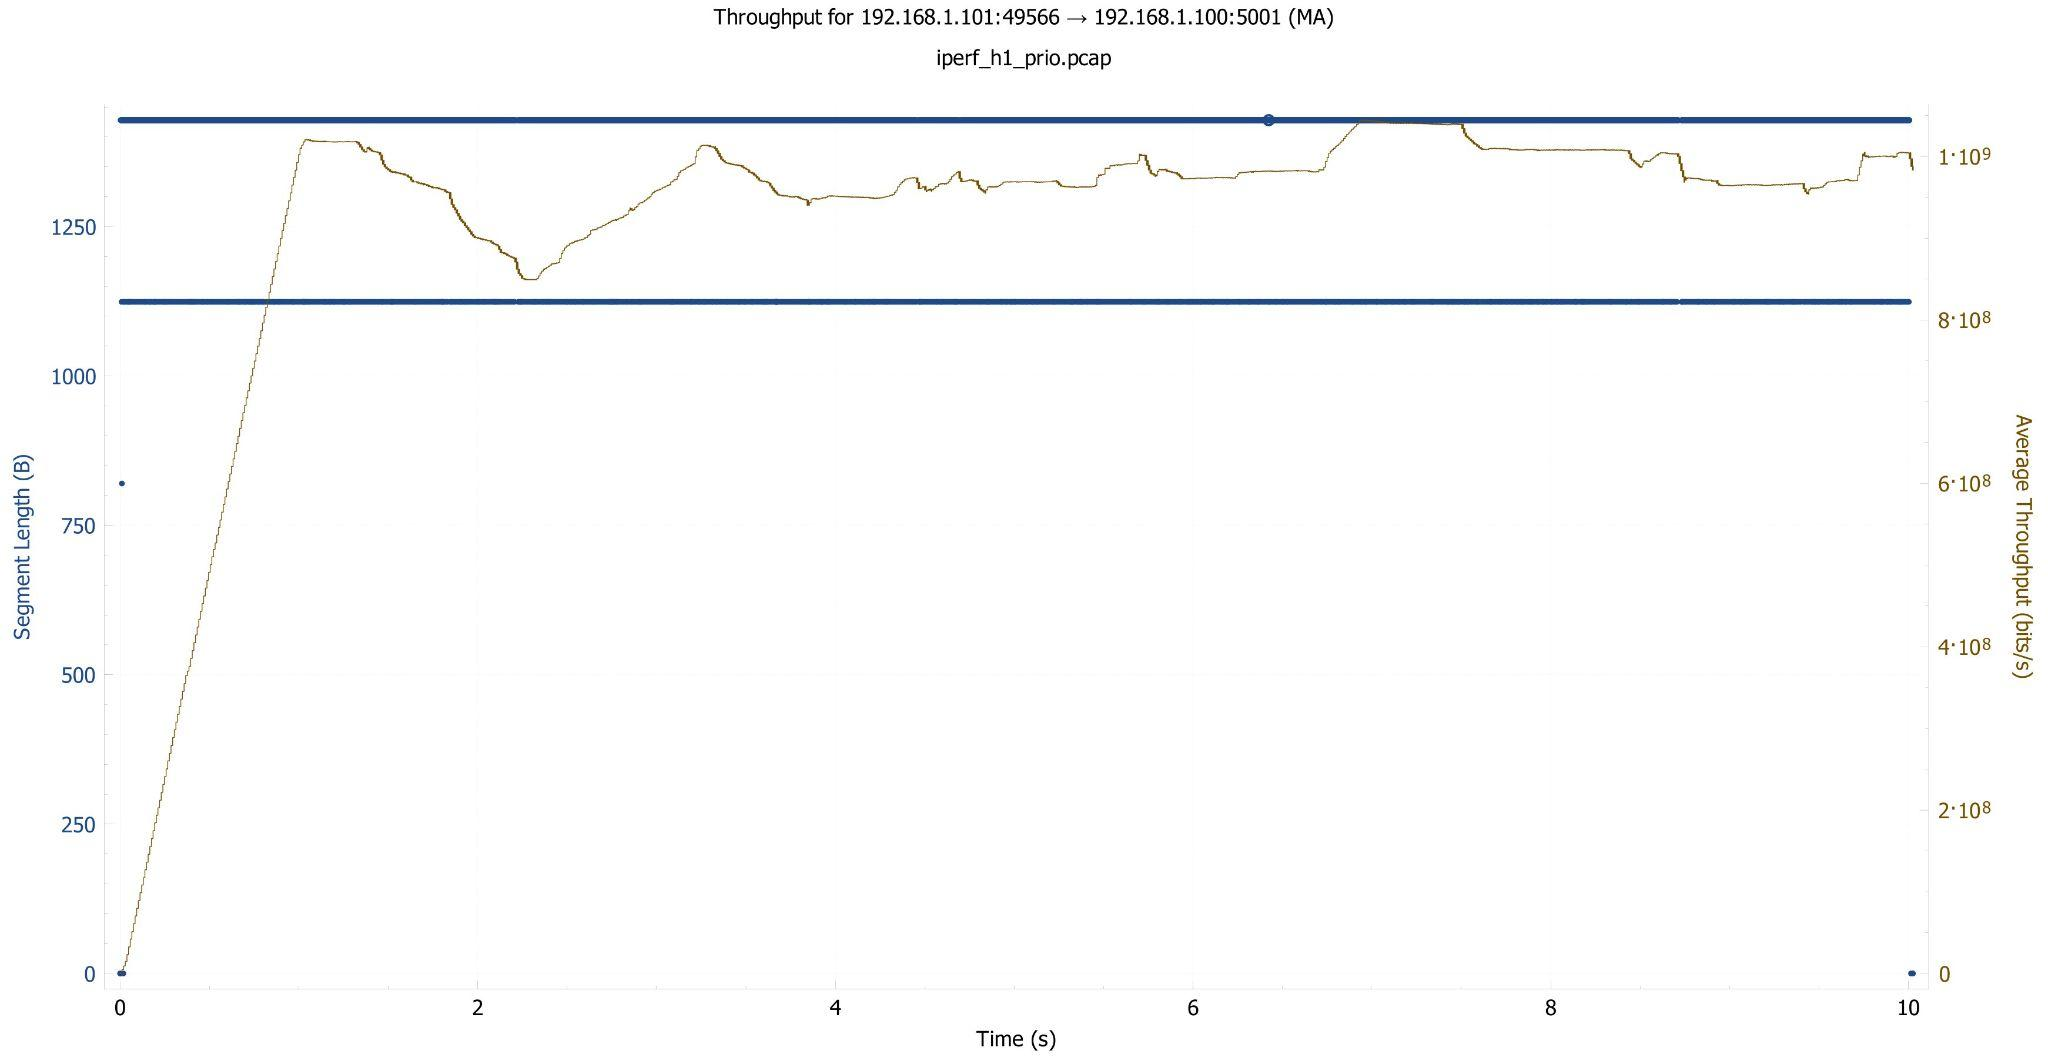 Throughput for 192.168.1.101:49566 → 192.168.1.100:5001 (MA)
iperf_h1_prio.pcap
Segment Length (B)
1250
1000
750
500
250
0
1·10⁹
8·10⁸
6·10⁸
4·10⁸
2·10⁸
0
Average Throughput (bits/s)
0 2 4 6 8 10
Time (s)